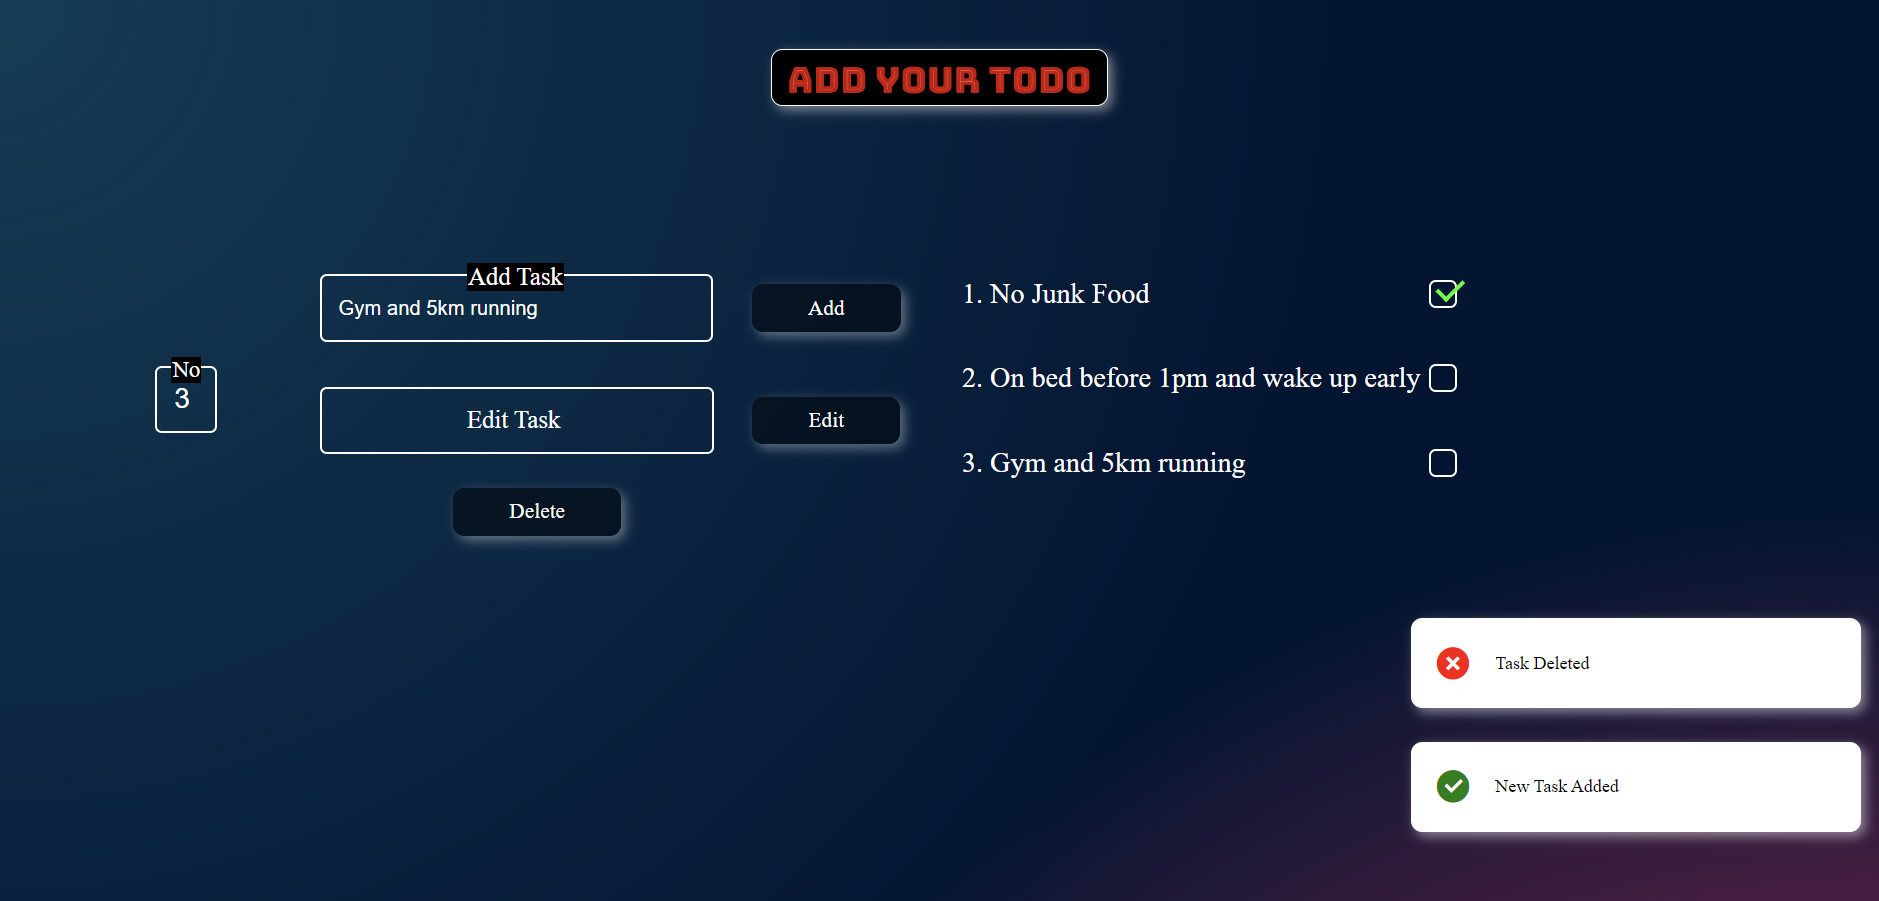 ADD YOUR TODO
Add Task
Gym and 5km running
Add
No
3
Edit Task
Edit
Delete
1. No Junk Food
2. On bed before 1pm and wake up early
3. Gym and 5km running
Task Deleted
New Task Added